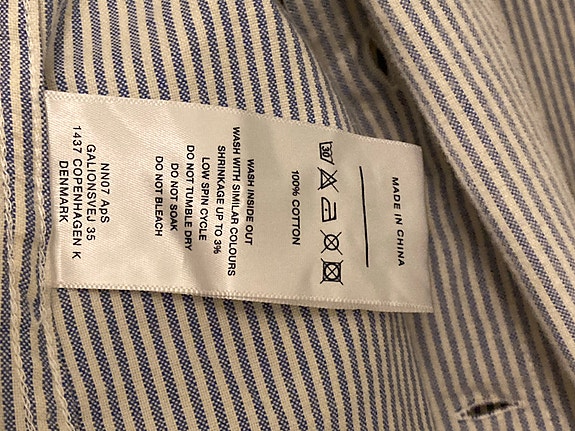 MADE IN CHINA
30
100% COTTON
WASH INSIDE OUT
WASH WITH SIMILAR COLOURS
SHRINKAGE UP TO 3%
LOW SPIN CYCLE
DO NOT TUMBLE DRY
DO NOT SOAK
DO NOT BLEACH
NN07 ApS
GALIONSVEJ 35
1437 COPENHAGEN K
DENMARK